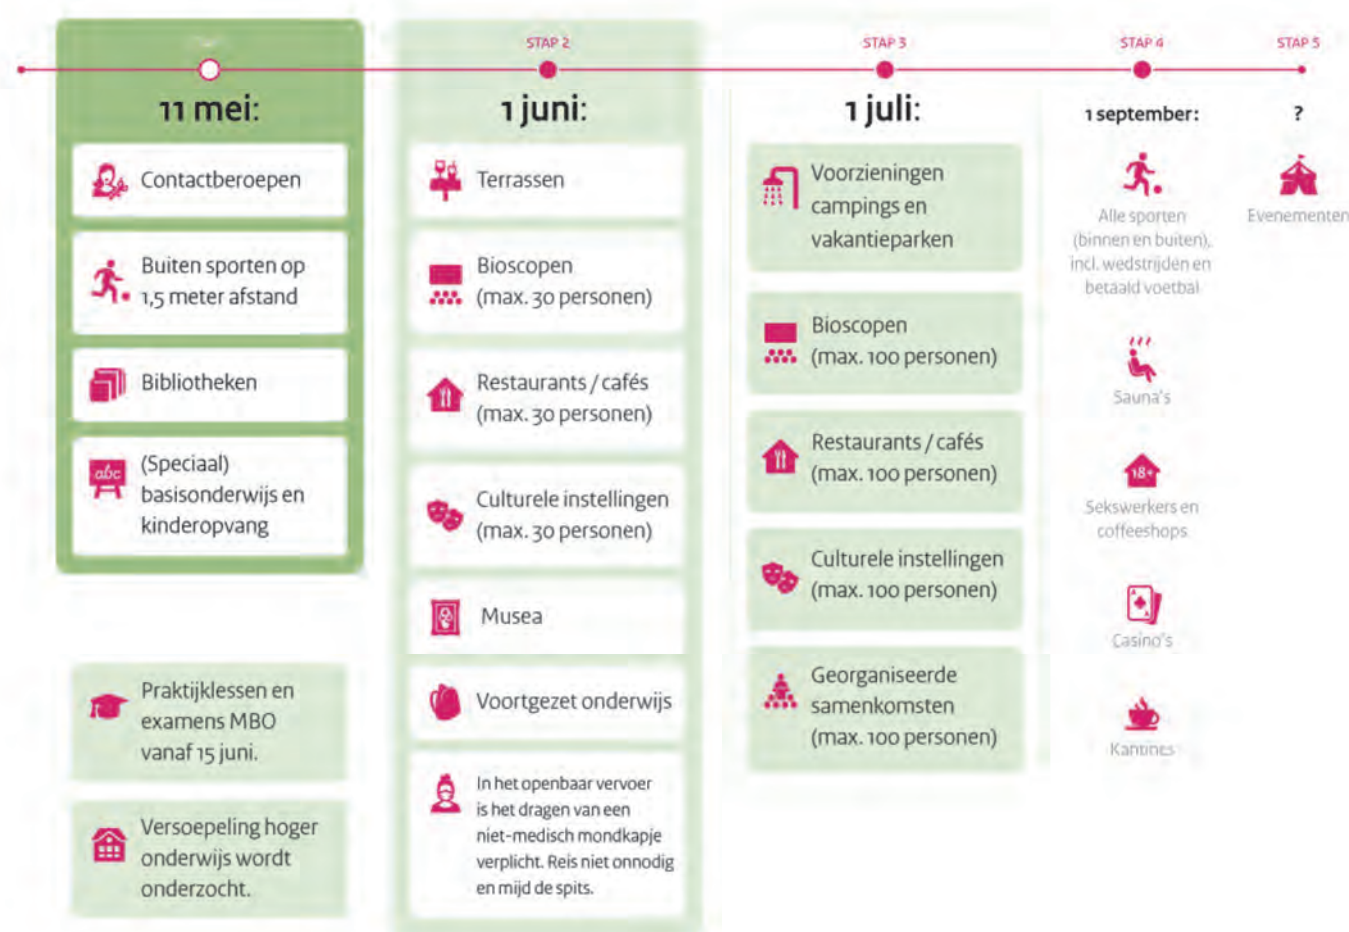 STAP 2
STAP 3
STAP 4
STAP 5
11 mei:
Contactberoepen
Buiten sporten op
1,5 meter afstand
Bibliotheken
abc
(Speciaal)
basisonderwijs en
kinderopvang
Praktijklessen en
examens MBO
vanaf 15 juni.
Versoepeling hoger
onderwijs wordt
onderzocht.
1 juni:
Terrassen
Bioscopen
(max. 30 personen)
Restaurants / cafés
(max. 30 personen)
Culturele instellingen
(max. 30 personen)
Musea
Voortgezet onderwijs
In het openbaar vervoer
is het dragen van een
niet-medisch mondkapje
verplicht. Reis niet onnodig
en mijd de spits.
1 juli:
Voorzieningen
campings en
vakantieparken
Bioscopen
(max. 100 personen)
Restaurants / cafés
(max. 100 personen)
Culturele instellingen
(max. 100 personen)
Georganiseerde
samenkomsten
(max. 100 personen)
1 september:
Alle sporten
(binnen en buiten),
incl. wedstrijden en
betaald voetbal
Sauna's
18+
Sekswerkers en
coffeeshops
Casino's
Kantines
?
Evenementen